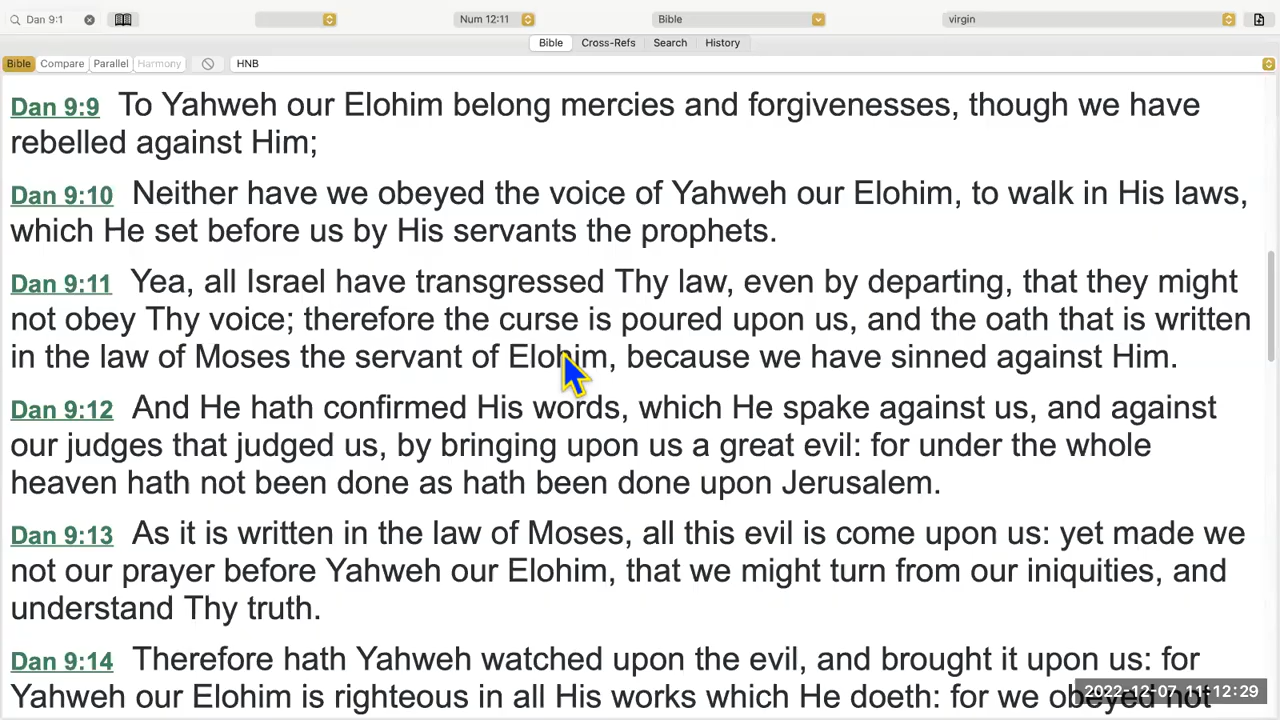 Dan 9:1 Num 12:11 Bible virgin
Bible Cross-Refs Search History
Bible Compare Parallel Harmony HNB
Dan 9:9 To Yahweh our Elohim belong mercies and forgivenesses, though we have
rebelled against Him;
Dan 9:10 Neither have we obeyed the voice of Yahweh our Elohim, to walk in His laws,
which He set before us by His servants the prophets.
Dan 9:11 Yea, all Israel have transgressed Thy law, even by departing, that they might
not obey Thy voice; therefore the curse is poured upon us, and the oath that is written
in the law of Moses the servant of Elohim, because we have sinned against Him.
Dan 9:12 And He hath confirmed His words, which He spake against us, and against
our judges that judged us, by bringing upon us a great evil: for under the whole
heaven hath not been done as hath been done upon Jerusalem.
Dan 9:13 As it is written in the law of Moses, all this evil is come upon us: yet made we
not our prayer before Yahweh our Elohim, that we might turn from our iniquities, and
understand Thy truth.
Dan 9:14 Therefore hath Yahweh watched upon the evil, and brought it upon us: for
Yahweh our Elohim is righteous in all His works which He doeth: for we obeyed not
2022-12-07 11:12:29